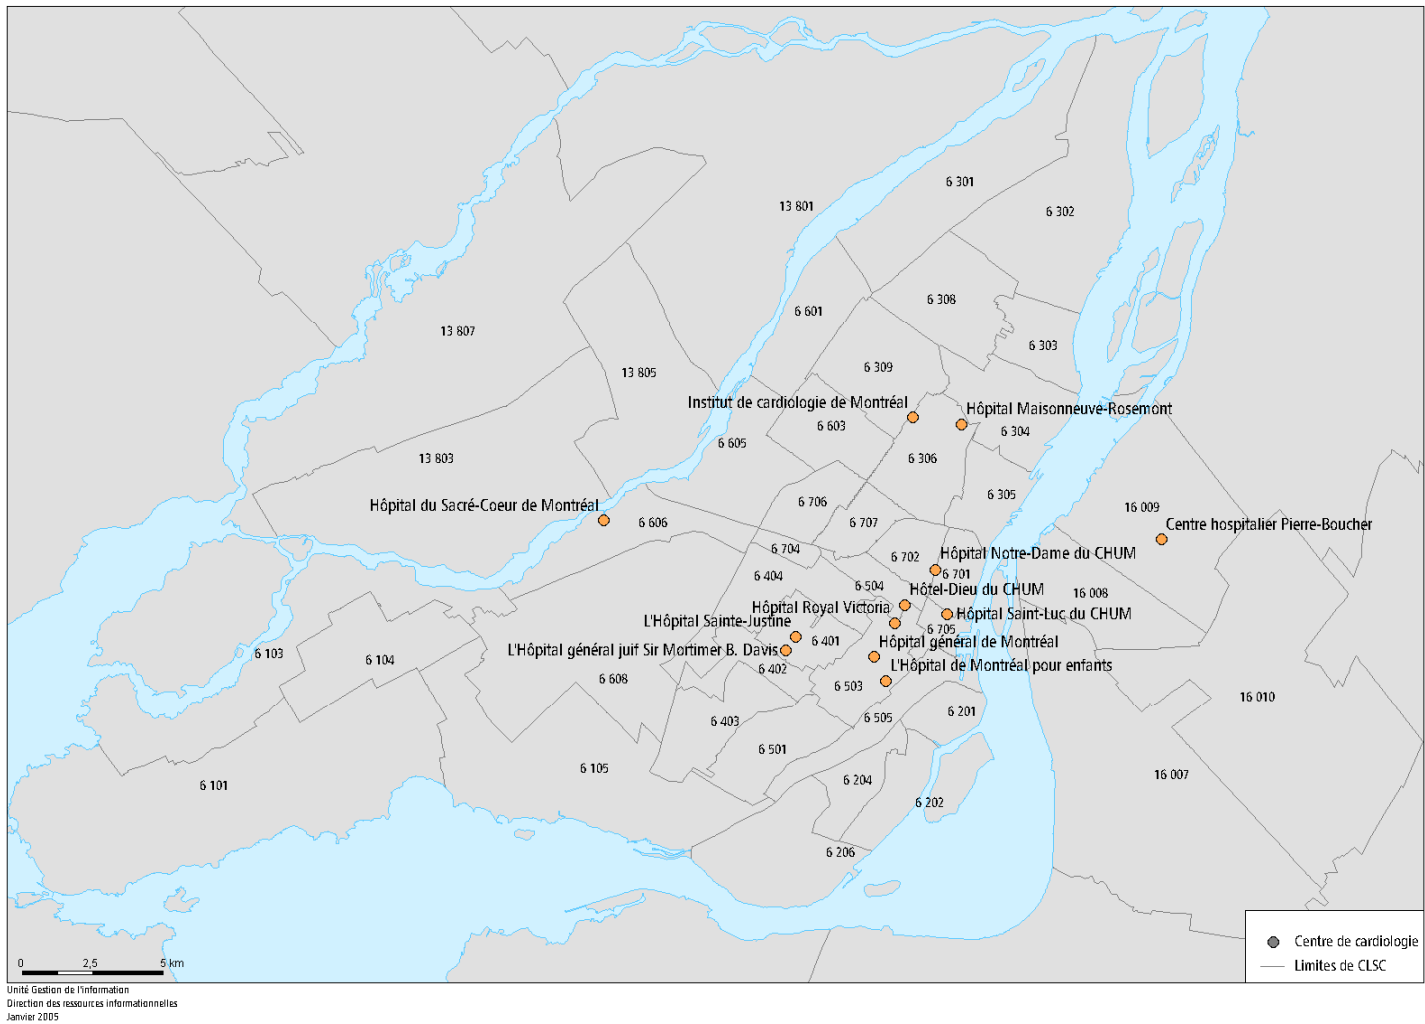 6 301
13 801
6 302
6 308
6 601
13 807
6 303
6 309
13 805
Institut de cardiologie de Montréal
Hôpital Maisonneuve-Rosemont
6 603
6 304
6 605
13 803
6 306
6 305
Hôpital du Sacré-Coeur de Montréal
6 706
16 009
6 606
6 707
Centre hospitalier Pierre-Boucher
6 704
6 702
Hôpital Notre-Dame du CHUM
6 404
6 701
6 504
Hôtel-Dieu du CHUM
16 008
Hôpital Royal Victoria
Hôpital Saint-Luc du CHUM
L'Hôpital Sainte-Justine
6 705
6 401
Hôpital général de Montréal
L'Hôpital général juif Sir Mortimer B. Davis
6 103
6 104
6 402
L'Hôpital de Montréal pour enfants
6 608
6 503
16 010
6 201
6 403
6 505
6 501
6 105
6 204
16 007
6 101
6 202
6 206
Centre de cardiologie
Limites de CLSC
0 2,5 5 km
Unité Gestion de l'information
Direction des ressources informationnelles
Janvier 2005